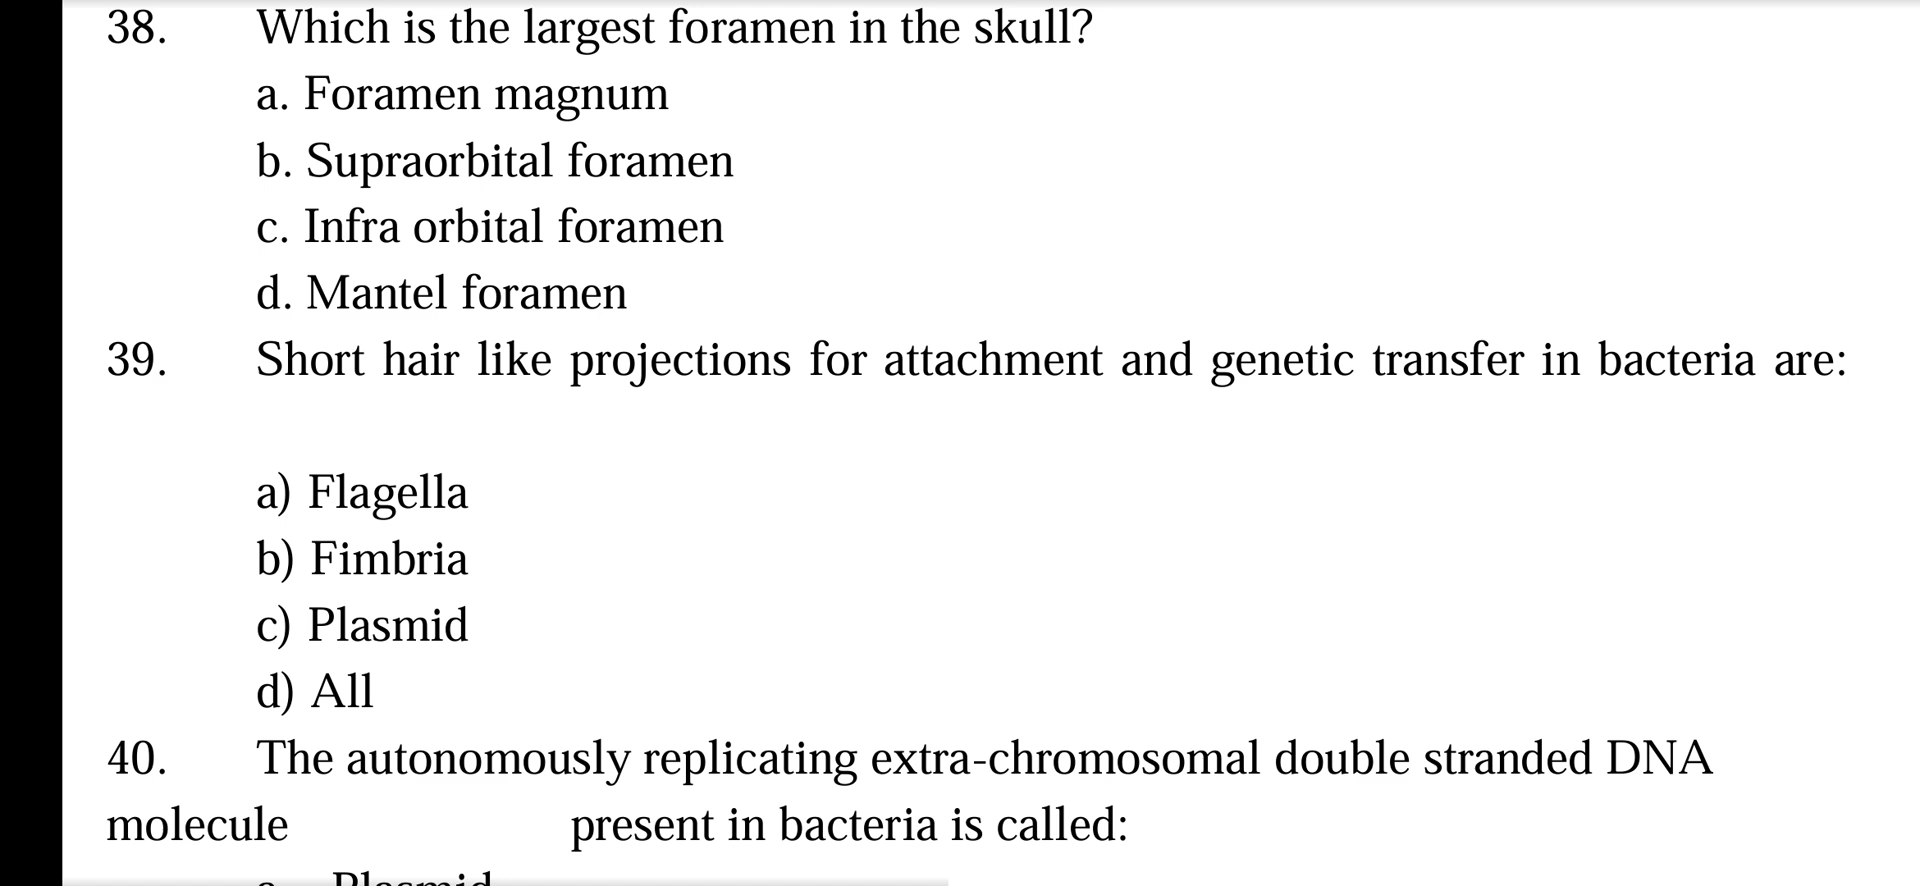 38. Which is the largest foramen in the skull?
a. Foramen magnum
b. Supraorbital foramen
c. Infra orbital foramen
d. Mantel foramen
39. Short hair like projections for attachment and genetic transfer in bacteria are:
a) Flagella
b) Fimbria
c) Plasmid
d) All
40. The autonomously replicating extra-chromosomal double stranded DNA
molecule present in bacteria is called:
Plasmid